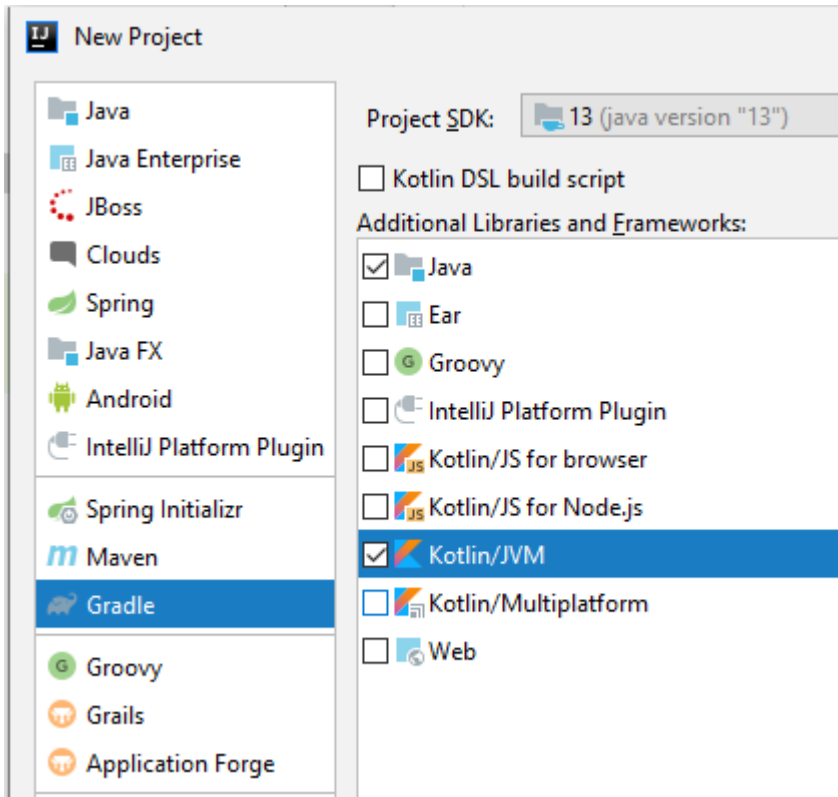 IJ New Project
Java
Java Enterprise
JBoss
Clouds
Spring
Java FX
Android
IntelliJ Platform Plugin
Spring Initializr
m Maven
Gradle
G Groovy
Grails
Application Forge
Project SDK: 13 (java version "13")
Kotlin DSL build script
Additional Libraries and Frameworks:
Java
Ear
G Groovy
IntelliJ Platform Plugin
JS Kotlin/JS for browser
JS Kotlin/JS for Node.js
Kotlin/JVM
Kotlin/Multiplatform
Web